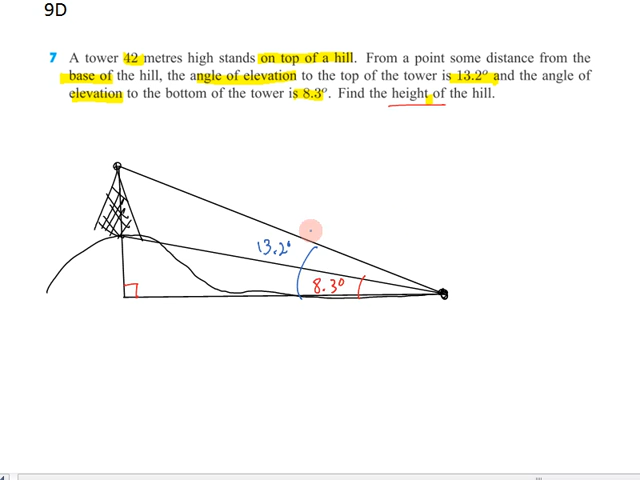 9D
7 A tower 42 metres high stands on top of a hill. From a point some distance from the
base of the hill, the angle of elevation to the top of the tower is 13.2° and the angle of
elevation to the bottom of the tower is 8.3°. Find the height of the hill.
13.2°
8.3°